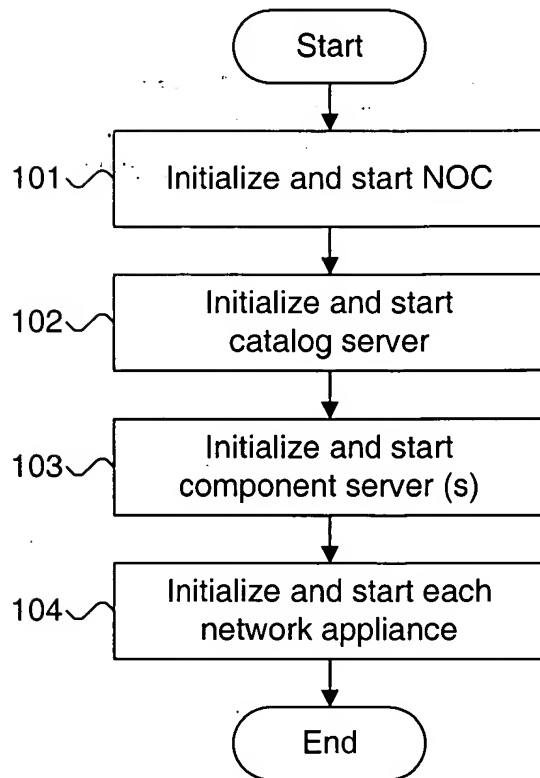 Start
101
Initialize and start NOC
102
Initialize and start
catalog server
103
Initialize and start
component server (s)
104
Initialize and start each
network appliance
End